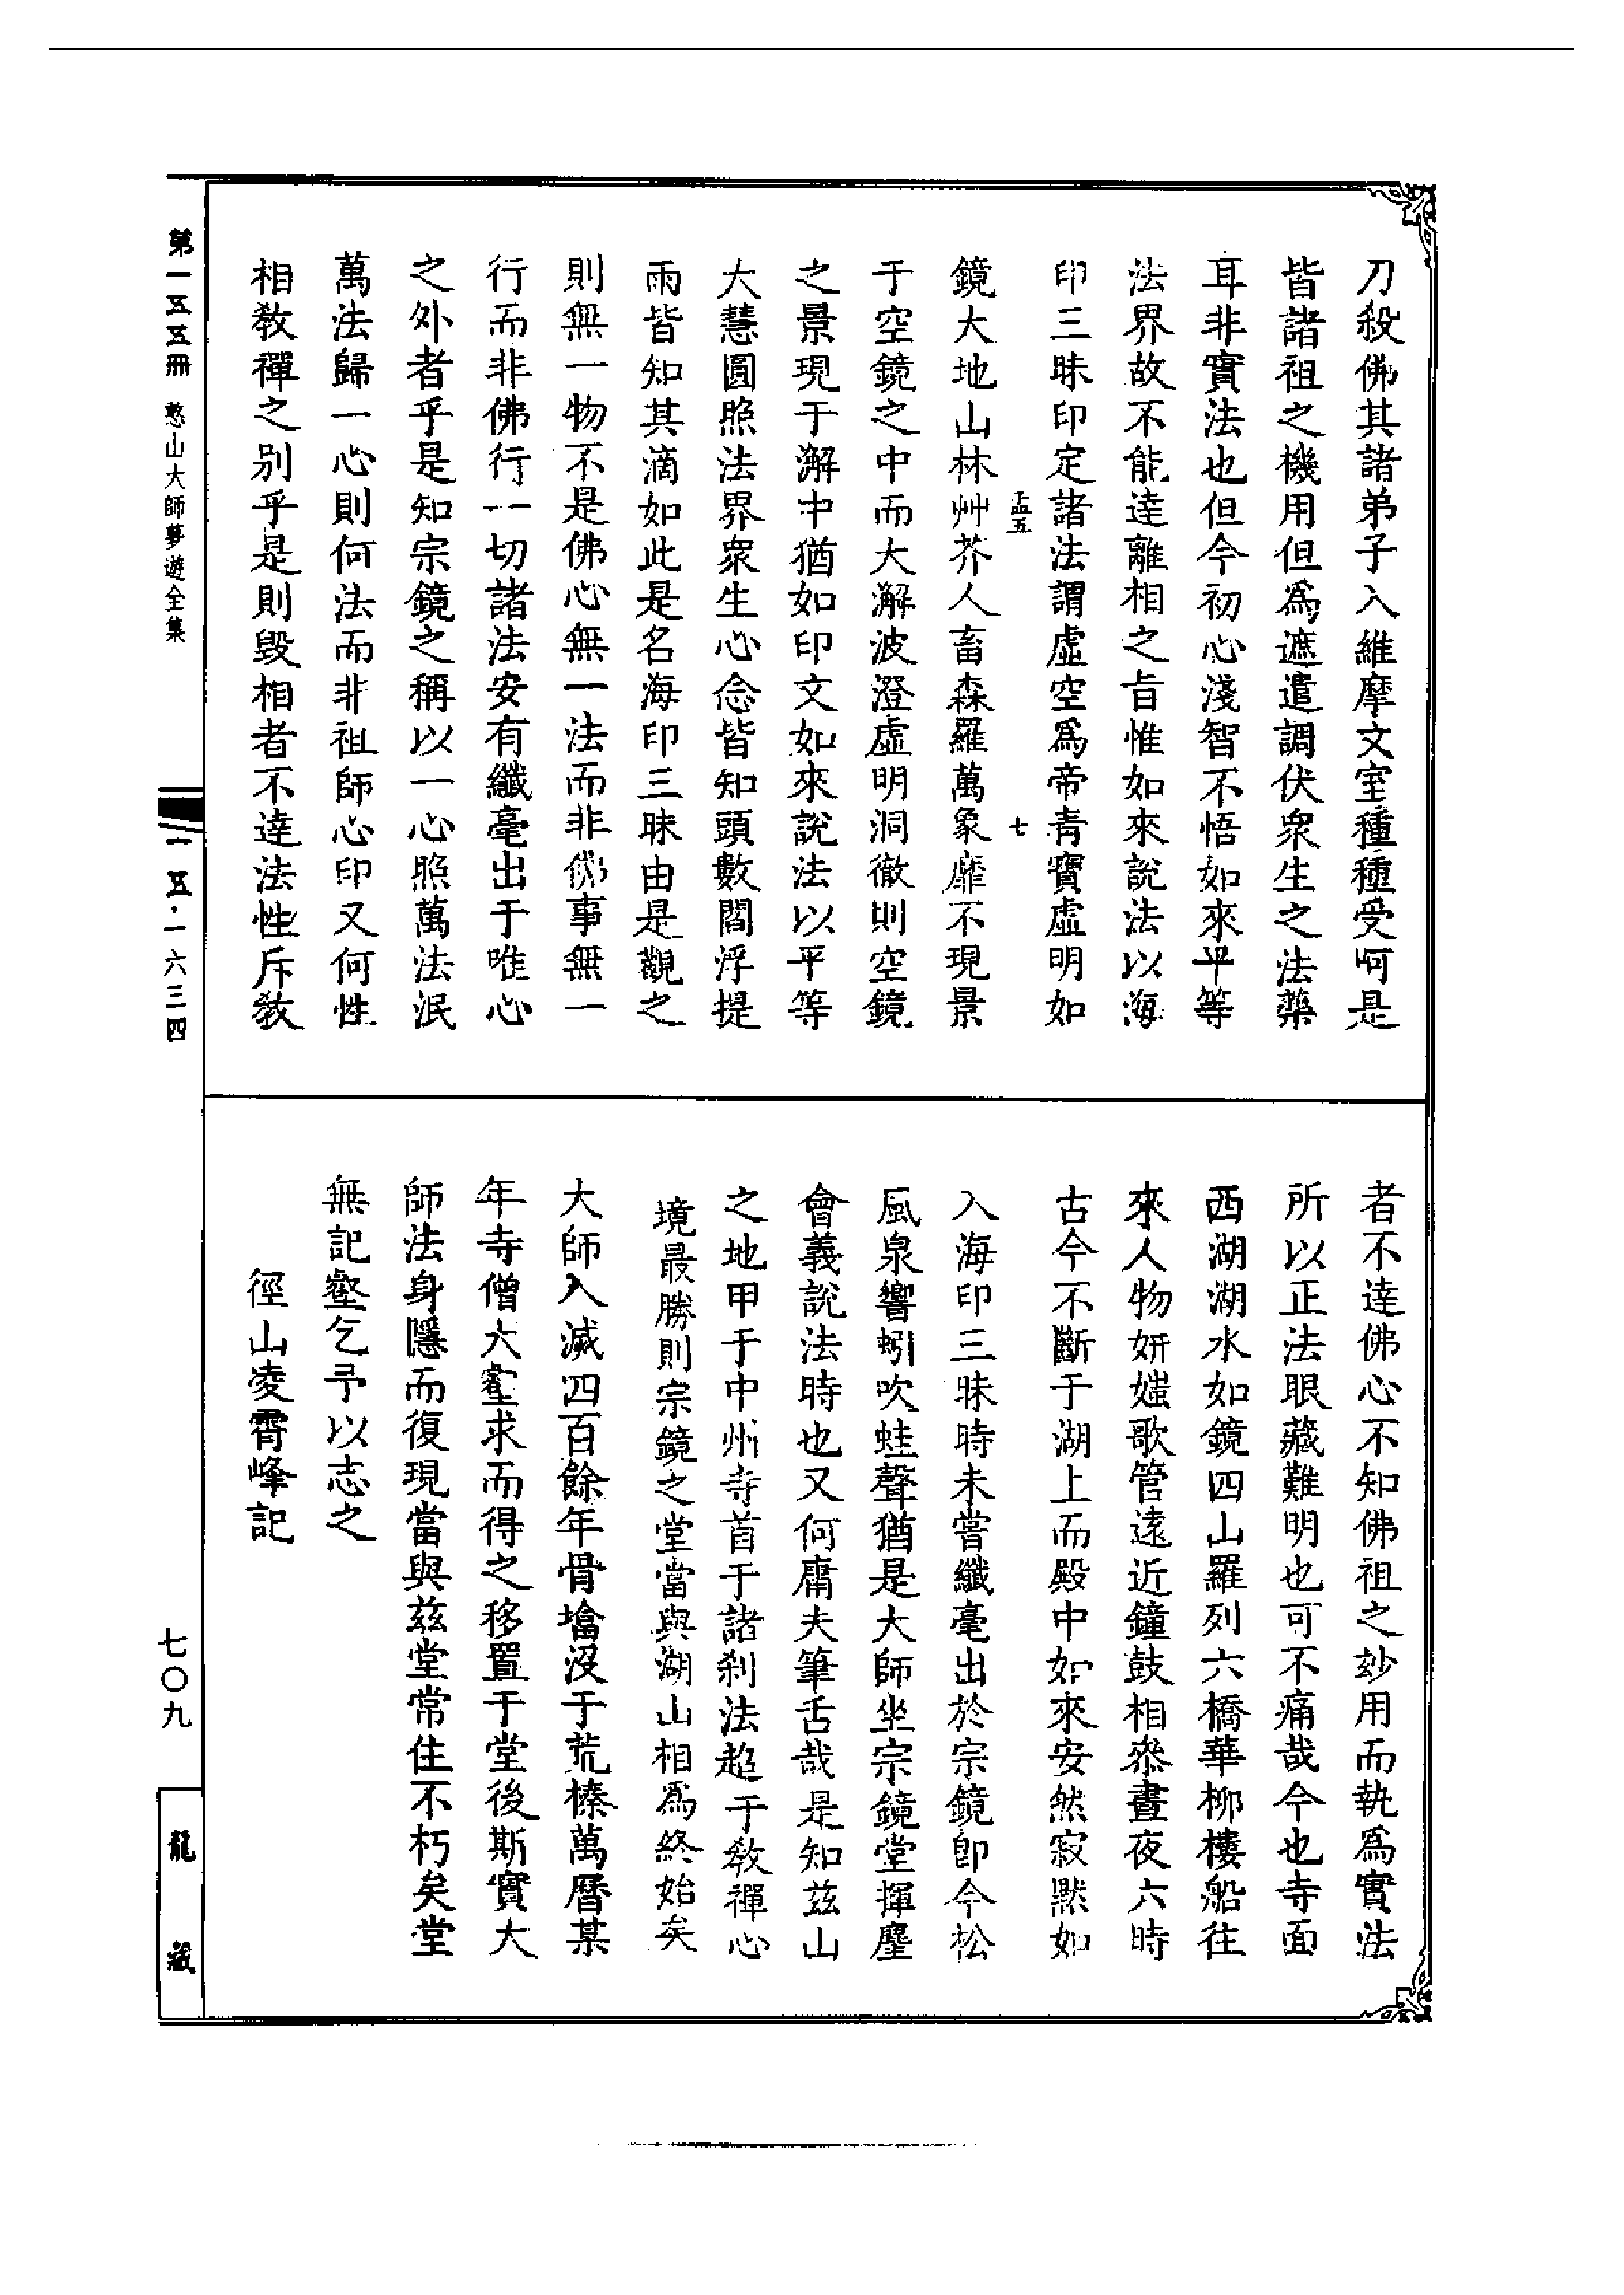 刀殺佛其諸弟子入維摩文室種種受呵是
皆諸祖之機用但爲遮遣調伏衆生之法藥
耳非實法也但今初心淺智不悟如來平等
法界故不能達離相之旨惟如來說法以海
印三昧印定諸法謂虛空爲帝青寶虛明如
孟五 七
鏡大地山林艸芥人畜森羅萬象靡不現景
于空鏡之中而大澥波澄虛明洞徹則空鏡
之景現于澥中猶如印文如來說法以平等
大慧圓照法界衆生心念皆知頭數閻浮提
雨皆知其滴如此是名海印三昧由是觀之
則無一物不是佛心無一法而非佛事無一
行而非佛行一切諸法安有纖毫出于唯心
之外者乎是知宗鏡之稱以一心照萬法泯
萬法歸一心則何法而非祖師心印又何性
相教禪之別乎是則毀相者不達法性斥教
者不達佛心不知佛祖之玅用而執爲實法
所以正法眼藏難明也可不痛哉今也寺面
西湖湖水如鏡四山羅列六橋華柳樓船往
來人物妍媸歌管遠近鐘鼓相叅晝夜六時
古今不斷于湖上而殿中如來安然寂默如
入海印三昧時未嘗纖毫出於宗鏡卽今松
風泉響蚓吹蛙聲猶是大師坐宗鏡堂揮麈
會義說法時也又何庸夫筆舌哉是知茲山
之地甲于中州寺首于諸刹法超于教禪心
境最勝則宗鏡之堂當與湖山相爲終始矣
大師入滅四百餘年骨墖沒于荒榛萬曆某
年寺僧大壑求而得之移置于堂後斯實大
師法身隱而復現當與茲堂常住不朽矣堂
無記壑乞予以志之
徑山凌霄峰記
第一五五冊 憨山大師夢遊全集
一五·一六三四
七〇九
龍藏